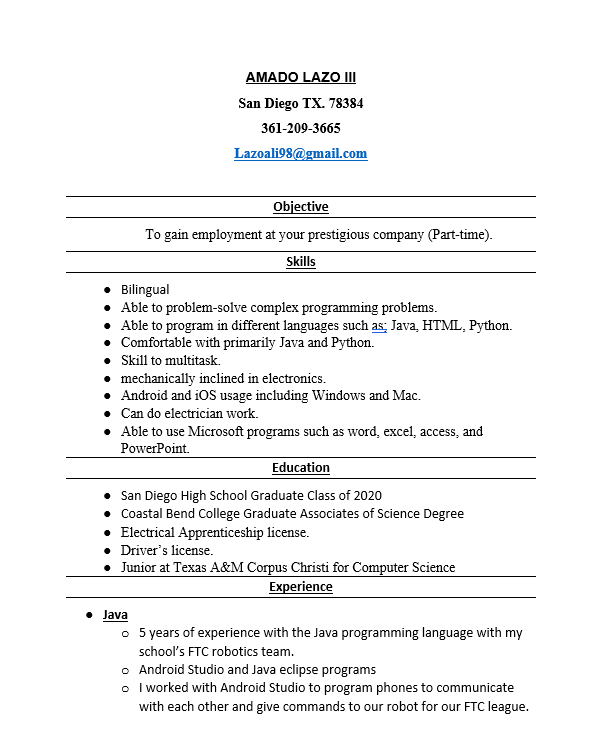 AMADO LAZO III
San Diego TX. 78384
361-209-3665
Lazoali98@gmail.com
Objective
To gain employment at your prestigious company (Part-time).
Skills
● Bilingual
● Able to problem-solve complex programming problems.
● Able to program in different languages such as; Java, HTML, Python.
● Comfortable with primarily Java and Python.
● Skill to multitask.
● mechanically inclined in electronics.
● Android and iOS usage including Windows and Mac.
● Can do electrician work.
● Able to use Microsoft programs such as word, excel, access, and
PowerPoint.
Education
● San Diego High School Graduate Class of 2020
● Coastal Bend College Graduate Associates of Science Degree
● Electrical Apprenticeship license.
● Driver's license.
● Junior at Texas A&M Corpus Christi for Computer Science
Experience
● Java
o 5 years of experience with the Java programming language with my
school's FTC robotics team.
o Android Studio and Java eclipse programs
o I worked with Android Studio to program phones to communicate
with each other and give commands to our robot for our FTC league.